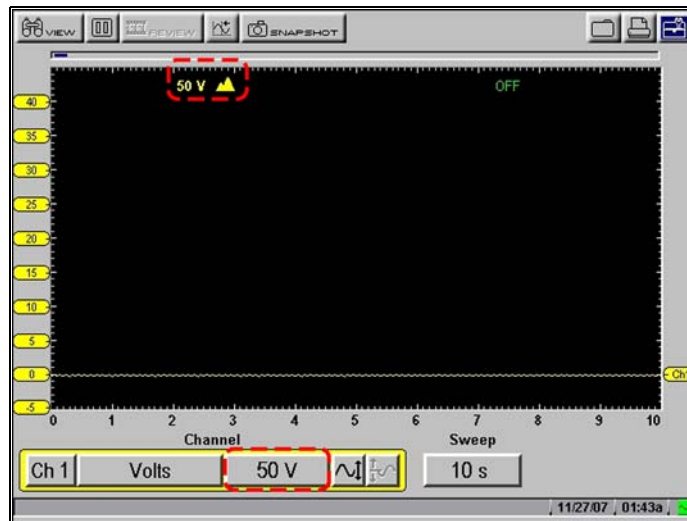 VIEW REVIEW SNAPSHOT
50 V OFF
40
35
30
25
20
15
10
5
0 Ch1
-5
0 1 2 3 4 5 6 7 8 9 10
Channel Sweep
Ch 1 Volts 50 V 10 s
11/27/07 01:43a